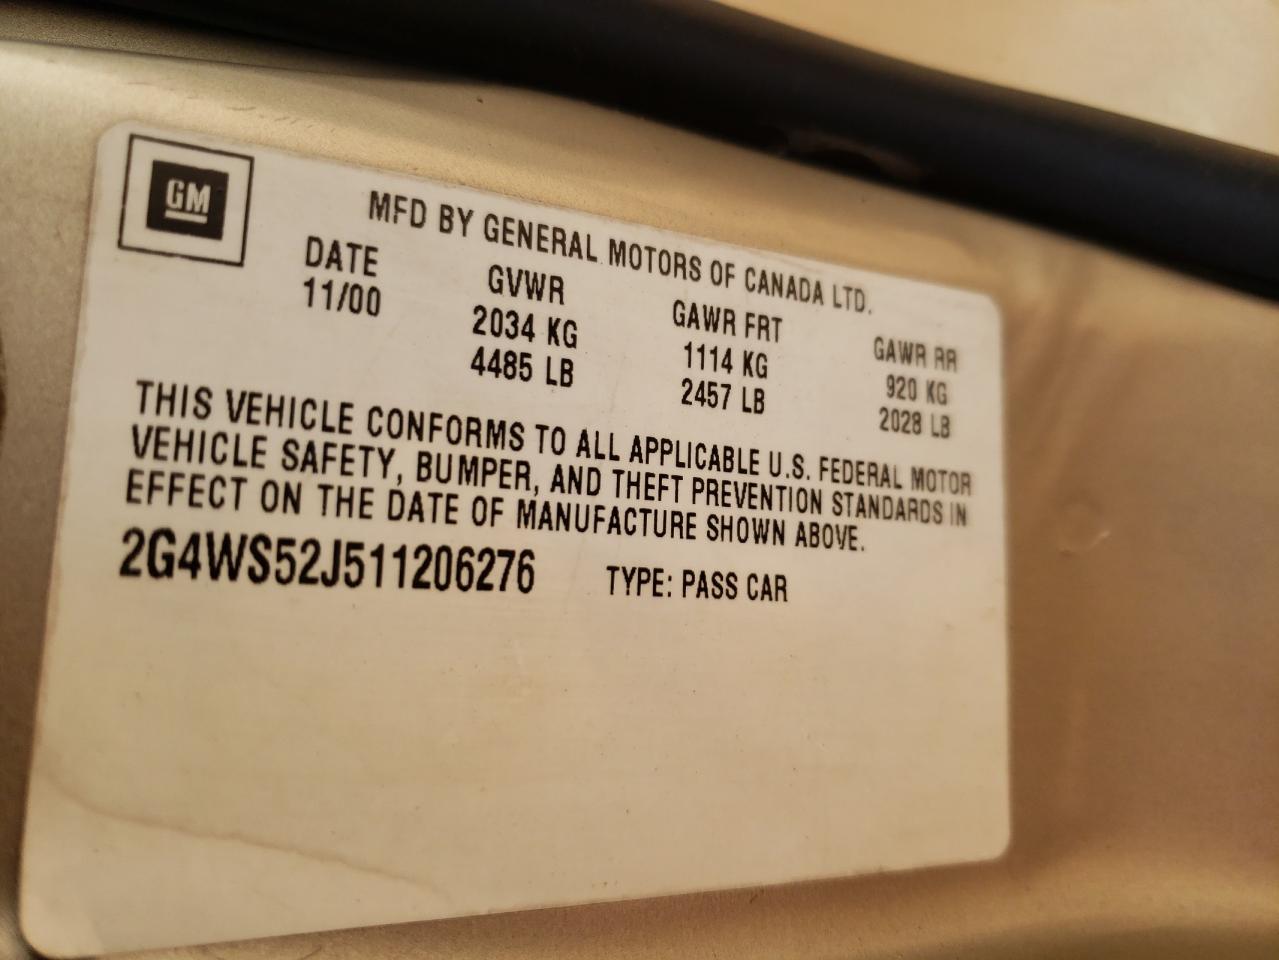 GM
MFD BY GENERAL MOTORS OF CANADA LTD.
DATE GVWR GAWR FRT GAWR RR
11/00 2034 KG 1114 KG 920 KG
4485 LB 2457 LB 2028 LB
THIS VEHICLE CONFORMS TO ALL APPLICABLE U.S. FEDERAL MOTOR
VEHICLE SAFETY, BUMPER, AND THEFT PREVENTION STANDARDS IN
EFFECT ON THE DATE OF MANUFACTURE SHOWN ABOVE.
2G4WS52J511206276 TYPE: PASS CAR